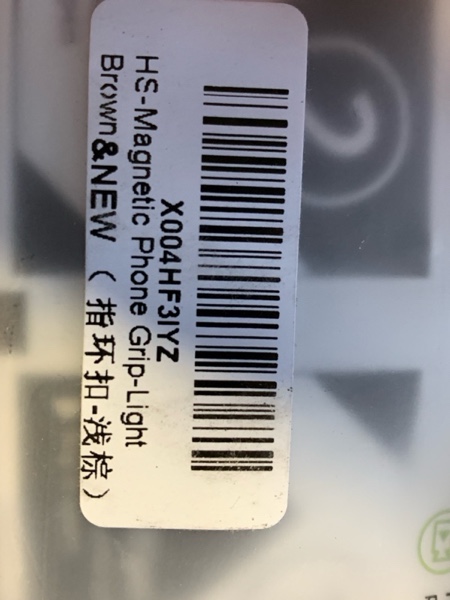 X004HF3IYZ
HS-Magnetic Phone Grip-Light
Brown&NEW （指环扣-浅棕）